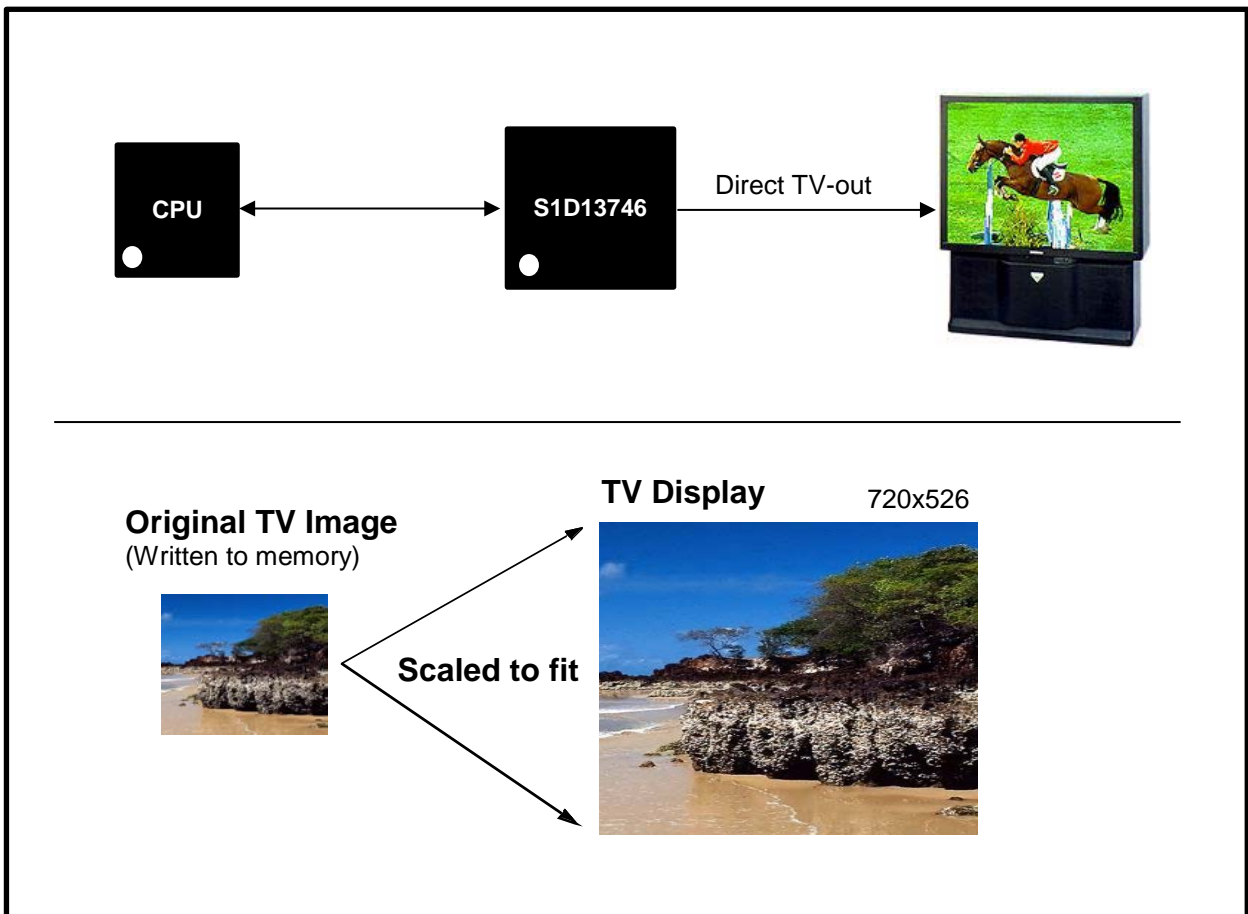 CPU
S1D13746
Direct TV-out
TV Display
720x526
Original TV Image
(Written to memory)
Scaled to fit